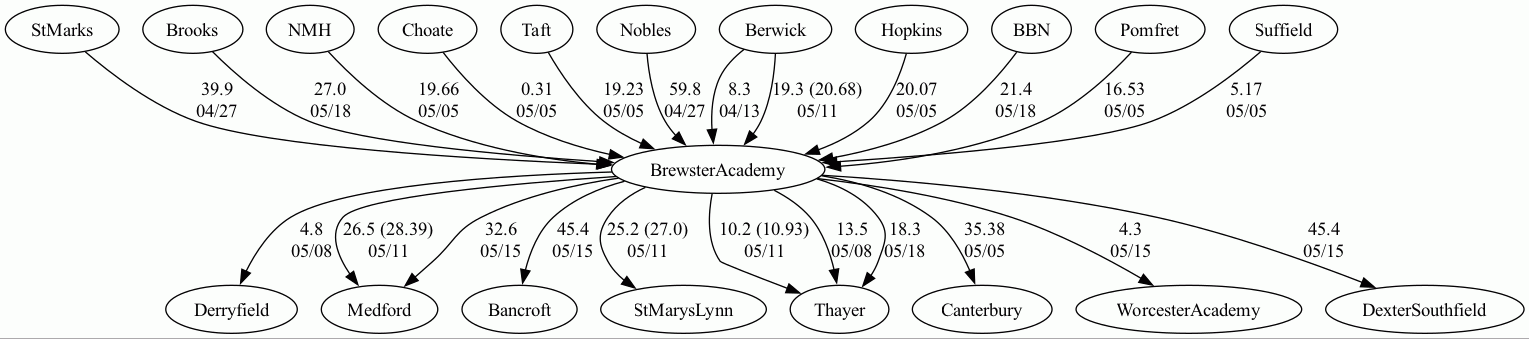 StMarks Brooks NMH Choate Taft Nobles Berwick Hopkins BBN Pomfret Suffield
39.9 27.0 19.66 0.31 19.23 59.8 8.3 19.3 (20.68) 20.07 21.4 16.53 5.17
04/27 05/18 05/05 05/05 05/05 04/27 04/13 05/11 05/05 05/18 05/05 05/05
BrewsterAcademy
4.8 26.5 (28.39) 32.6 45.4 25.2 (27.0) 10.2 (10.93) 13.5 18.3 35.38 4.3 45.4
05/08 05/11 05/15 05/15 05/11 05/11 05/08 05/18 05/05 05/15 05/15
Derryfield Medford Bancroft StMarysLynn Thayer Canterbury WorcesterAcademy DexterSouthfield